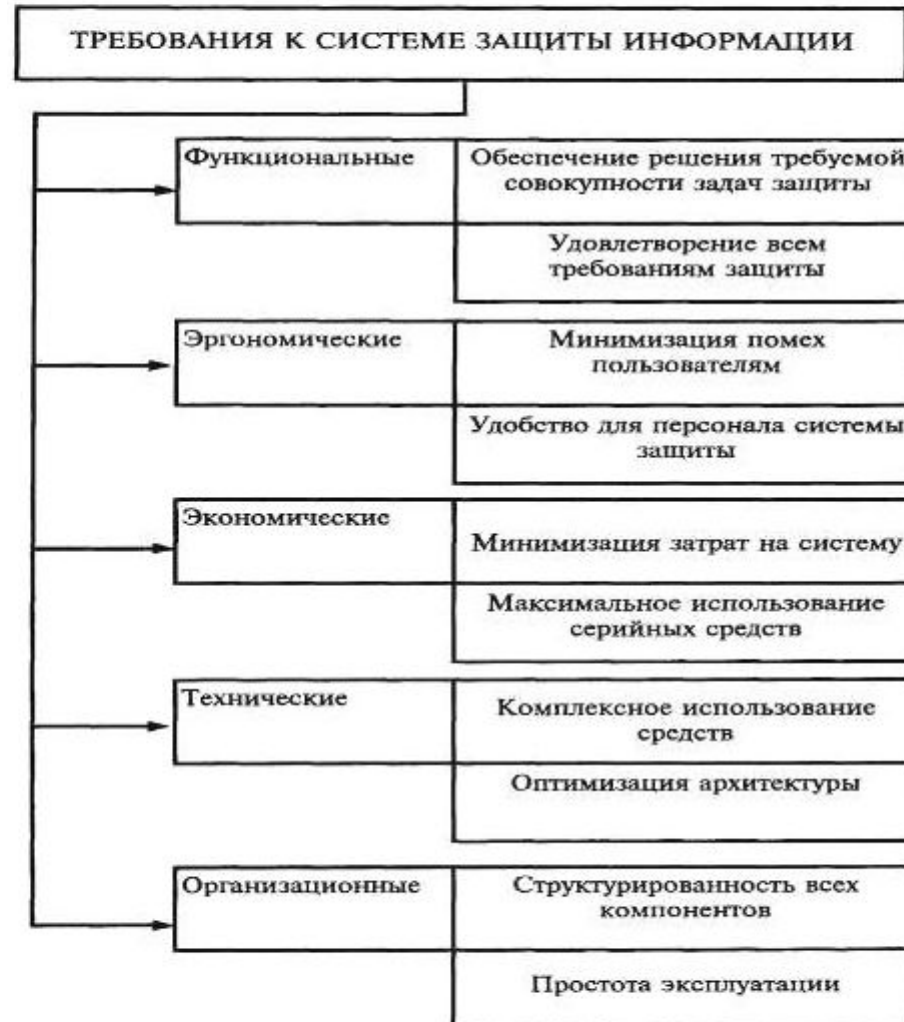 ТРЕБОВАНИЯ К СИСТЕМЕ ЗАЩИТЫ ИНФОРМАЦИИ
Функциональные
Обеспечение решения требуемой
совокупности задач защиты
Удовлетворение всем
требованиям защиты
Эргономические
Минимизация помех
пользователям
Удобство для персонала системы
защиты
Экономические
Минимизация затрат на систему
Максимальное использование
серийных средств
Технические
Комплексное использование
средств
Оптимизация архитектуры
Организационные
Структурированность всех
компонентов
Простота эксплуатации